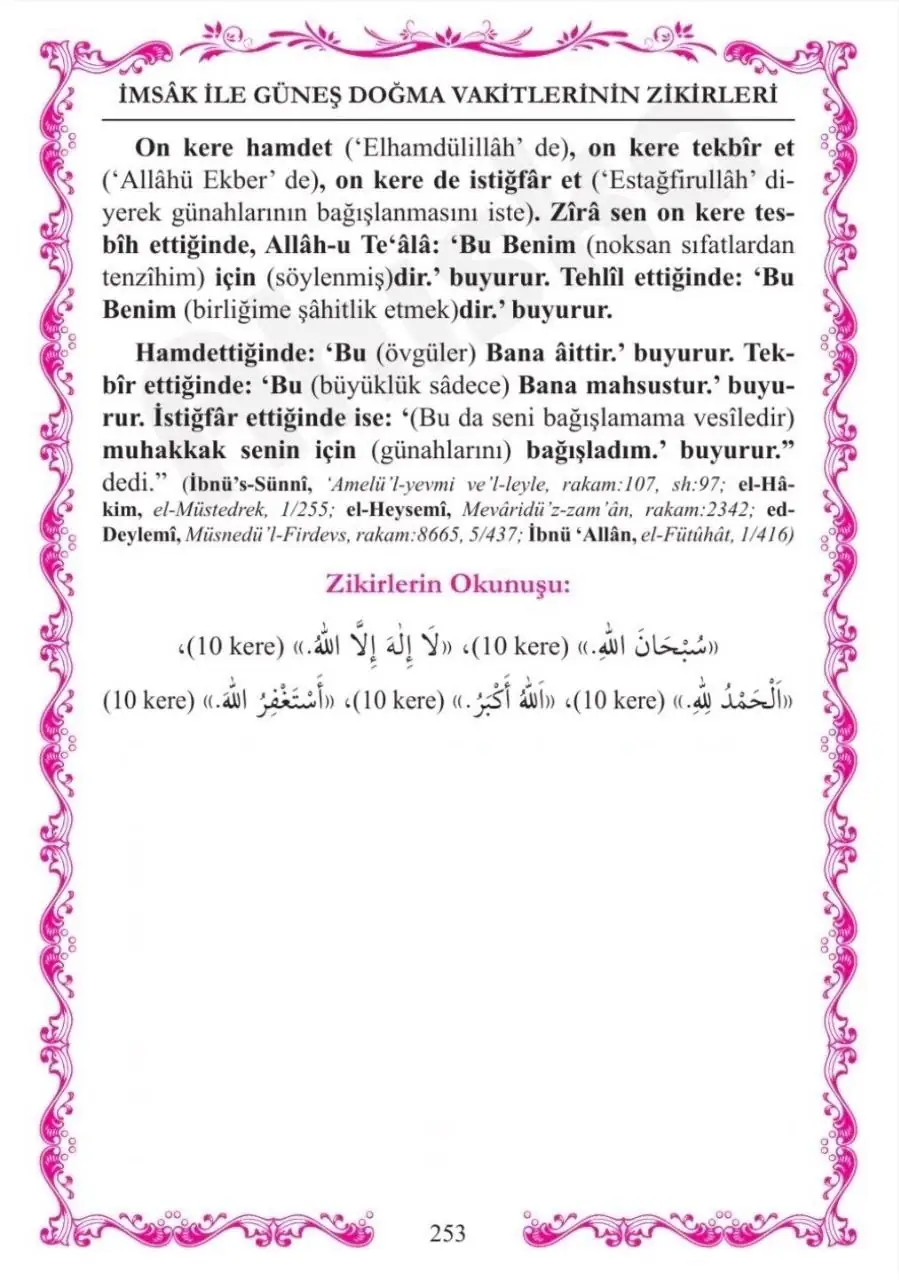 İMSÂK İLE GÜNEŞ DOĞMA VAKİTLERİNİN ZİKİRLERİ
On kere hamdet (‘Elhamdülillâh’ de), on kere tekbîr et
(‘Allâhü Ekber’ de), on kere de istiğfâr et (‘Estağfirullâh’ di-
yerek günahlarının bağışlanmasını iste). Zîrâ sen on kere tes-
bîh ettiğinde, Allâh-u Te‘âlâ: ‘Bu Benim (noksan sıfatlardan
tenzîhim) için (söylenmiş)dir.’ buyurur. Tehlîl ettiğinde: ‘Bu
Benim (birliğime şâhitlik etmek)dir.’ buyurur.
Hamdettiğinde: ‘Bu (övgüler) Bana âittir.’ buyurur. Tek-
bîr ettiğinde: ‘Bu (büyüklük sâdece) Bana mahsustur.’ buyu-
rur. İstiğfâr ettiğinde ise: ‘(Bu da seni bağışlamama vesîledir)
muhakkak senin için (günahlarını) bağışladım.’ buyurur.”
dedi.” (İbnü’s-Sünnî, ‘Amelü’l-yevmi ve’l-leyle, rakam:107, sh:97; el-Hâ-
kim, el-Müstedrek, 1/255; el-Heysemî, Mevâridü’z-zam’ân, rakam:2342; ed-
Deylemî, Müsnedü’l-Firdevs, rakam:8665, 5/437; İbnü ‘Allân, el-Fütûhât, 1/416)
Zikirlerin Okunuşu:
«سُبْحَانَ اللّٰهِ.» (10 kere)، «لَا إِلٰهَ إِلَّا اللّٰهُ.» (10 kere)،
«اَلْحَمْدُ لِلّٰهِ.» (10 kere)، «اَللّٰهُ أَكْبَرُ.» (10 kere)، «أَسْتَغْفِرُ اللّٰهَ.» (10 kere)
253